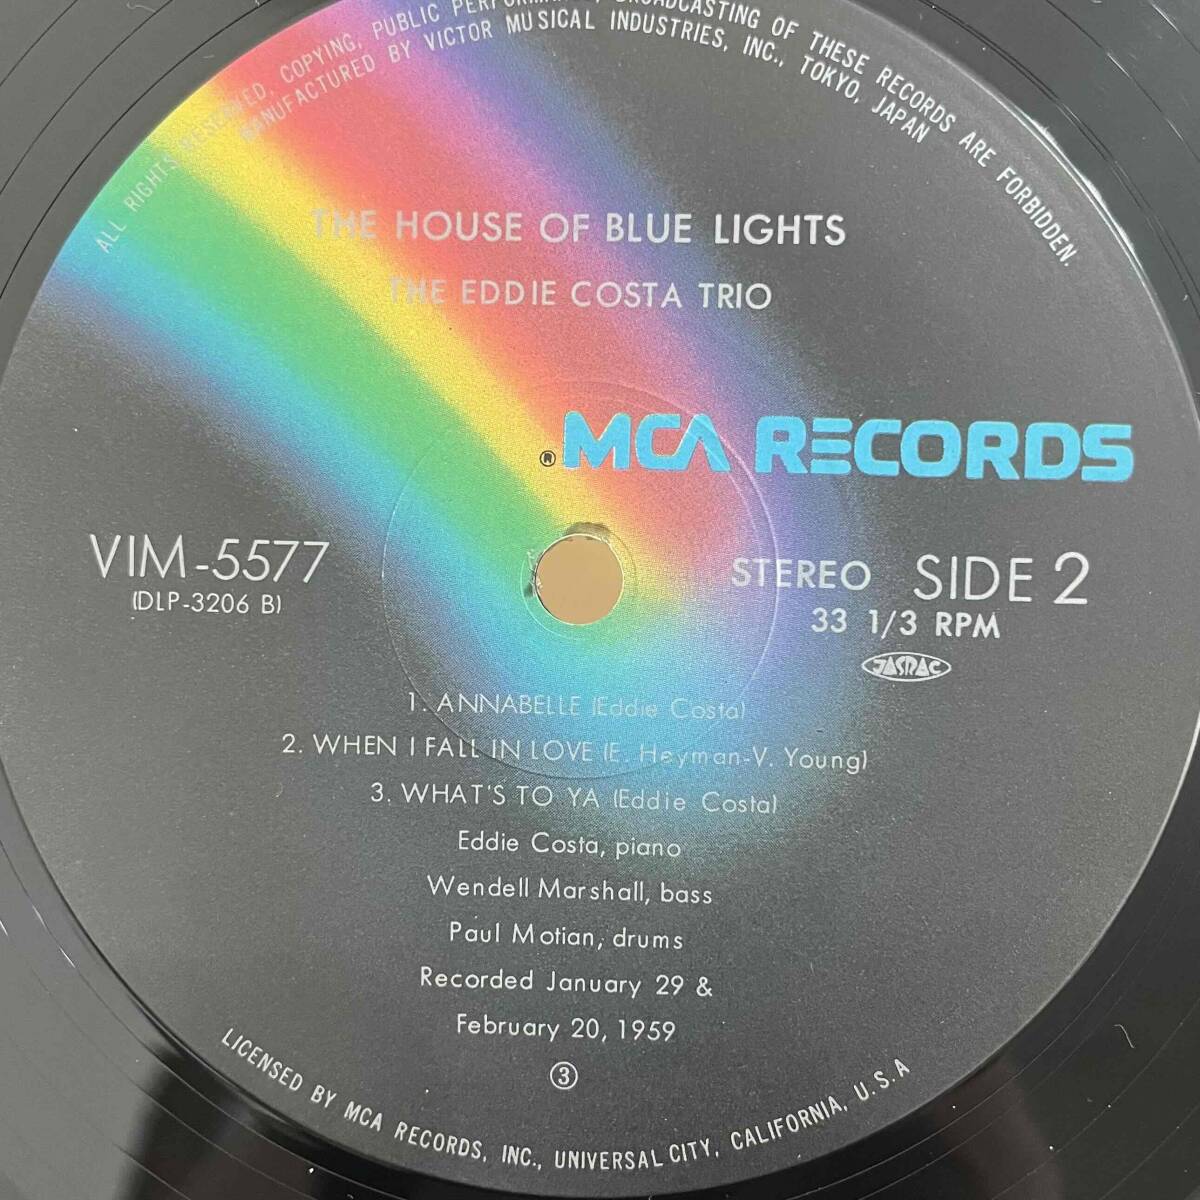 ALL RIGHTS RESERVED, COPYING, PUBLIC PERFORMANCE, BROADCASTING OF THESE RECORDS ARE FORBIDDEN.
MANUFACTURED BY VICTOR MUSICAL INDUSTRIES, INC., TOKYO, JAPAN
THE HOUSE OF BLUE LIGHTS
THE EDDIE COSTA TRIO
® MCA RECORDS
VIM-5577
(DLP-3206 B)
STEREO SIDE 2
33 1/3 RPM
JASRAC
1. ANNABELLE (Eddie Costa)
2. WHEN I FALL IN LOVE (E. Heyman-V. Young)
3. WHAT'S TO YA (Eddie Costa)
Eddie Costa, piano
Wendell Marshall, bass
Paul Motian, drums
Recorded January 29 &
February 20, 1959
③
LICENSED BY MCA RECORDS, INC., UNIVERSAL CITY, CALIFORNIA, U.S.A